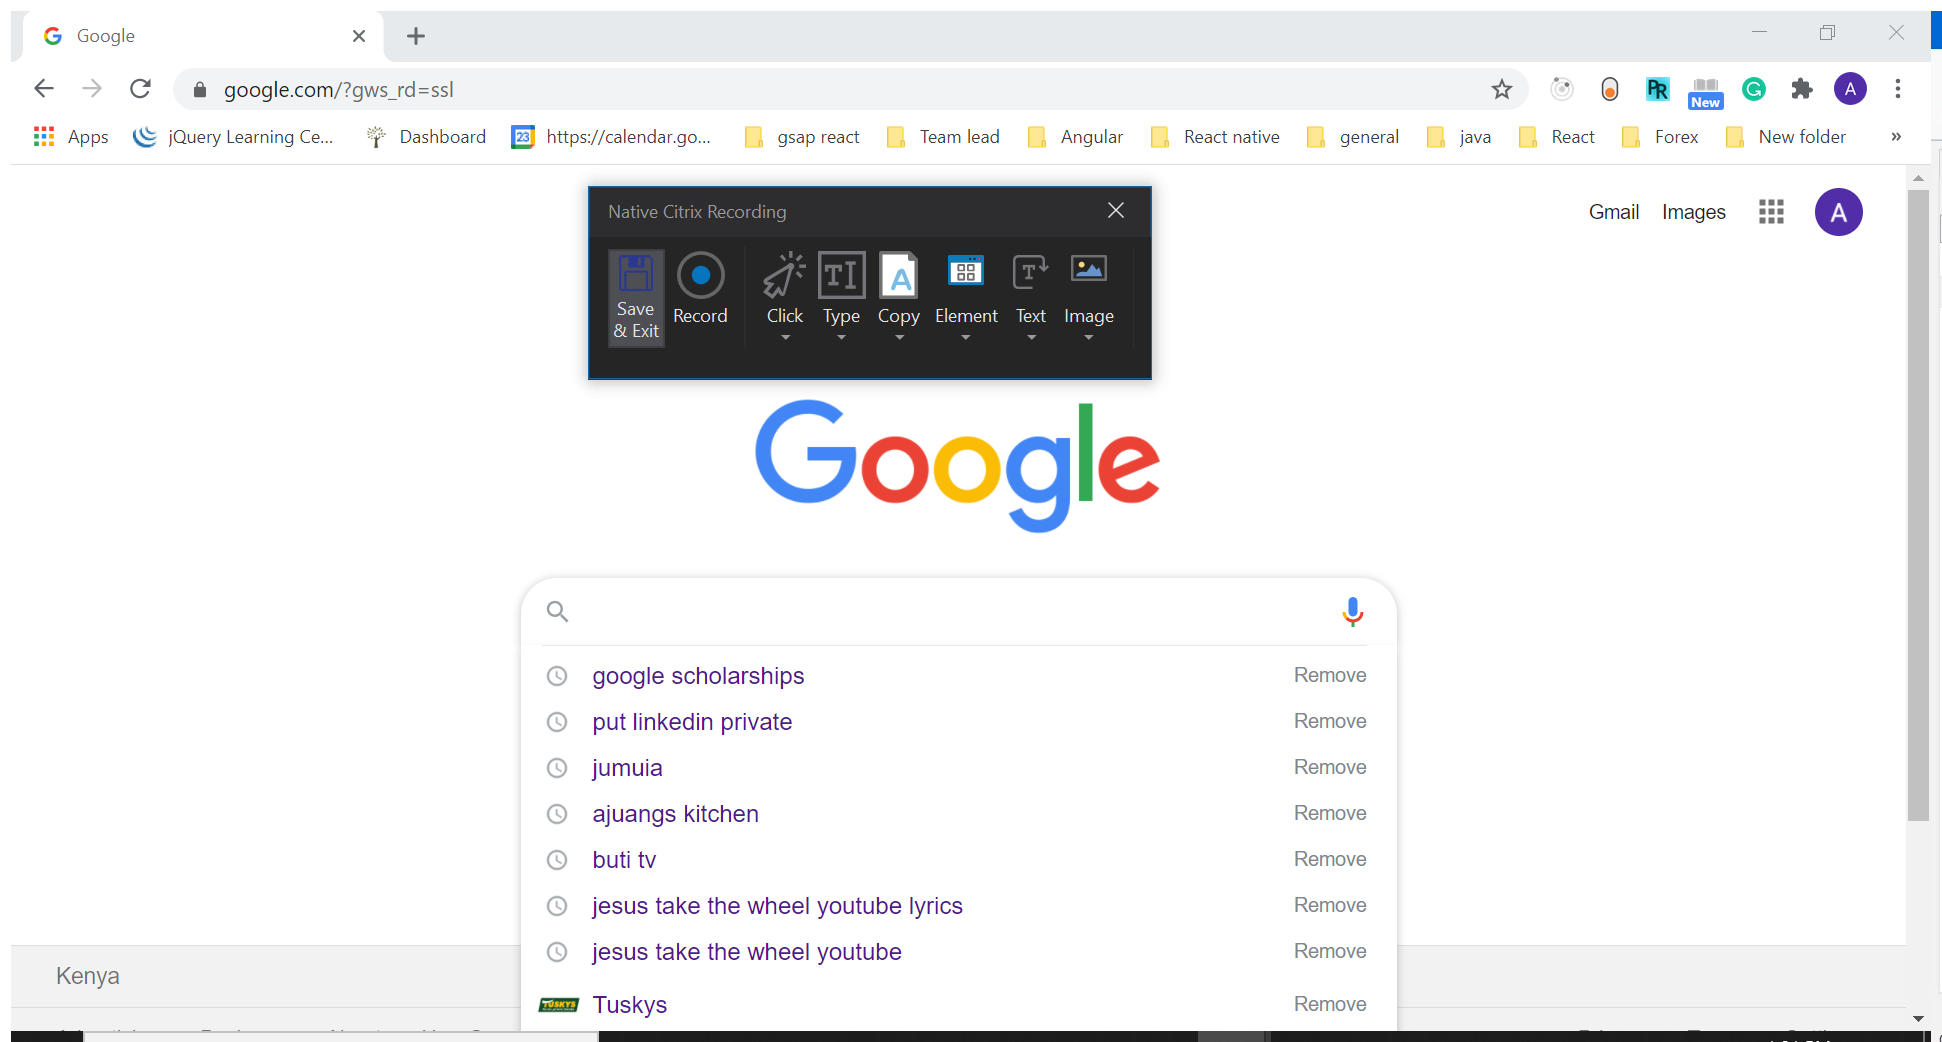 Google
google.com/?gws_rd=ssl
PR
New
G
A
Apps
jQuery Learning Ce...
Dashboard
23
https://calendar.go...
gsap react
Team lead
Angular
React native
general
java
React
Forex
New folder
»
Native Citrix Recording
Save & Exit
Record
Click
Type
Copy
Element
Text
Image
Gmail
Images
A
Google
google scholarships Remove
put linkedin private Remove
jumuia Remove
ajuangs kitchen Remove
buti tv Remove
jesus take the wheel youtube lyrics Remove
jesus take the wheel youtube Remove
TUSKYS Tuskys Remove
Kenya